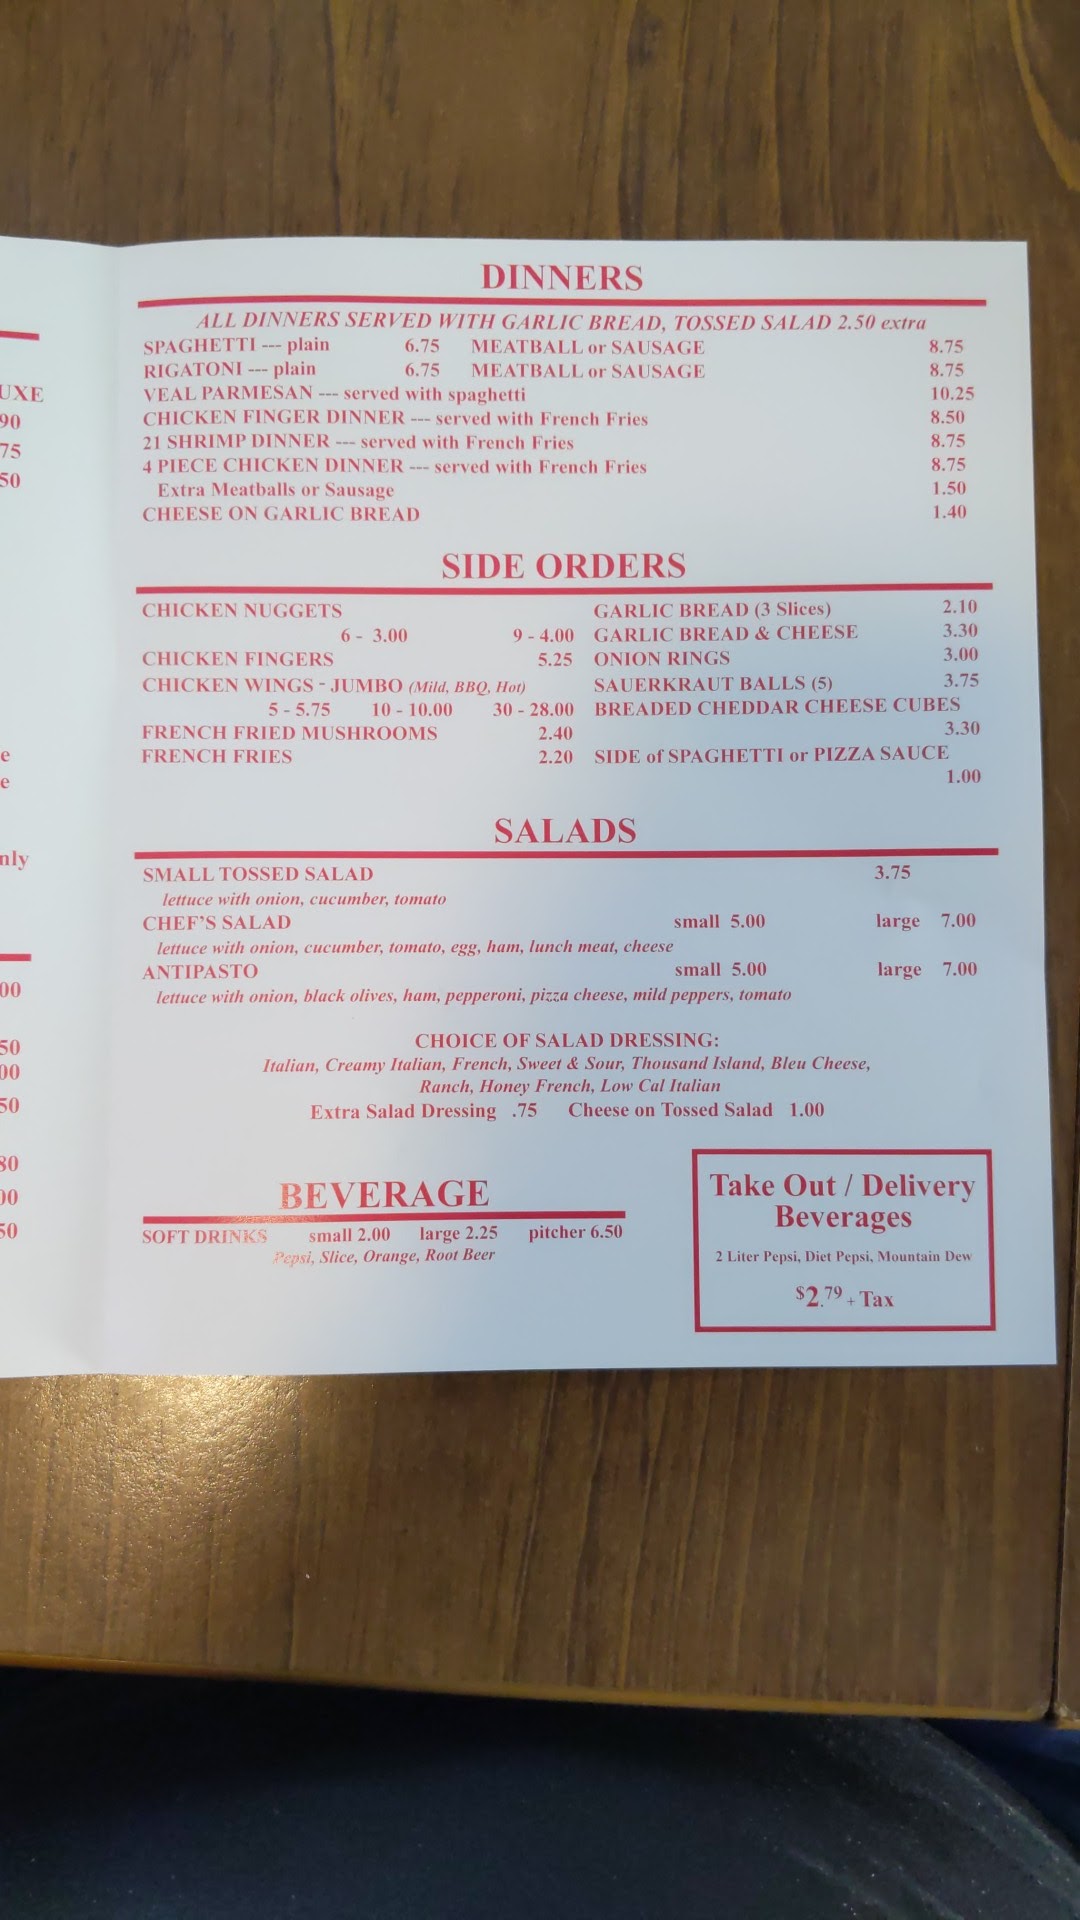 UXE
90
75
50
e
e
nly
00
50
00
50
80
00
50
DINNERS
ALL DINNERS SERVED WITH GARLIC BREAD, TOSSED SALAD 2.50 extra
SPAGHETTI --- plain 6.75 MEATBALL or SAUSAGE 8.75
RIGATONI --- plain 6.75 MEATBALL or SAUSAGE 8.75
VEAL PARMESAN --- served with spaghetti 10.25
CHICKEN FINGER DINNER --- served with French Fries 8.50
21 SHRIMP DINNER --- served with French Fries 8.75
4 PIECE CHICKEN DINNER --- served with French Fries 8.75
Extra Meatballs or Sausage 1.50
CHEESE ON GARLIC BREAD 1.40
SIDE ORDERS
CHICKEN NUGGETS
6 - 3.00 9 - 4.00
CHICKEN FINGERS 5.25
CHICKEN WINGS - JUMBO (Mild, BBQ, Hot)
5 - 5.75 10 - 10.00 30 - 28.00
FRENCH FRIED MUSHROOMS 2.40
FRENCH FRIES 2.20
GARLIC BREAD (3 Slices) 2.10
GARLIC BREAD & CHEESE 3.30
ONION RINGS 3.00
SAUERKRAUT BALLS (5) 3.75
BREADED CHEDDAR CHEESE CUBES
3.30
SIDE of SPAGHETTI or PIZZA SAUCE
1.00
SALADS
SMALL TOSSED SALAD 3.75
lettuce with onion, cucumber, tomato
CHEF'S SALAD small 5.00 large 7.00
lettuce with onion, cucumber, tomato, egg, ham, lunch meat, cheese
ANTIPASTO small 5.00 large 7.00
lettuce with onion, black olives, ham, pepperoni, pizza cheese, mild peppers, tomato
CHOICE OF SALAD DRESSING:
Italian, Creamy Italian, French, Sweet & Sour, Thousand Island, Bleu Cheese,
Ranch, Honey French, Low Cal Italian
Extra Salad Dressing .75 Cheese on Tossed Salad 1.00
BEVERAGE
SOFT DRINKS small 2.00 large 2.25 pitcher 6.50
Pepsi, Slice, Orange, Root Beer
Take Out / Delivery
Beverages
2 Liter Pepsi, Diet Pepsi, Mountain Dew
$2.79 + Tax